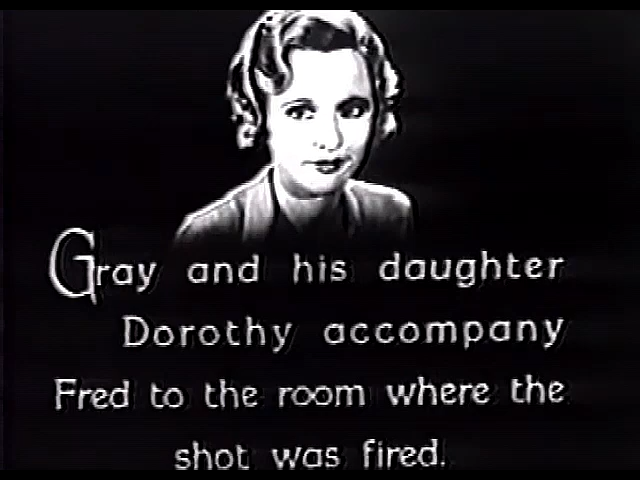 Gray and his daughter
Dorothy accompany
Fred to the room where the
shot was fired.